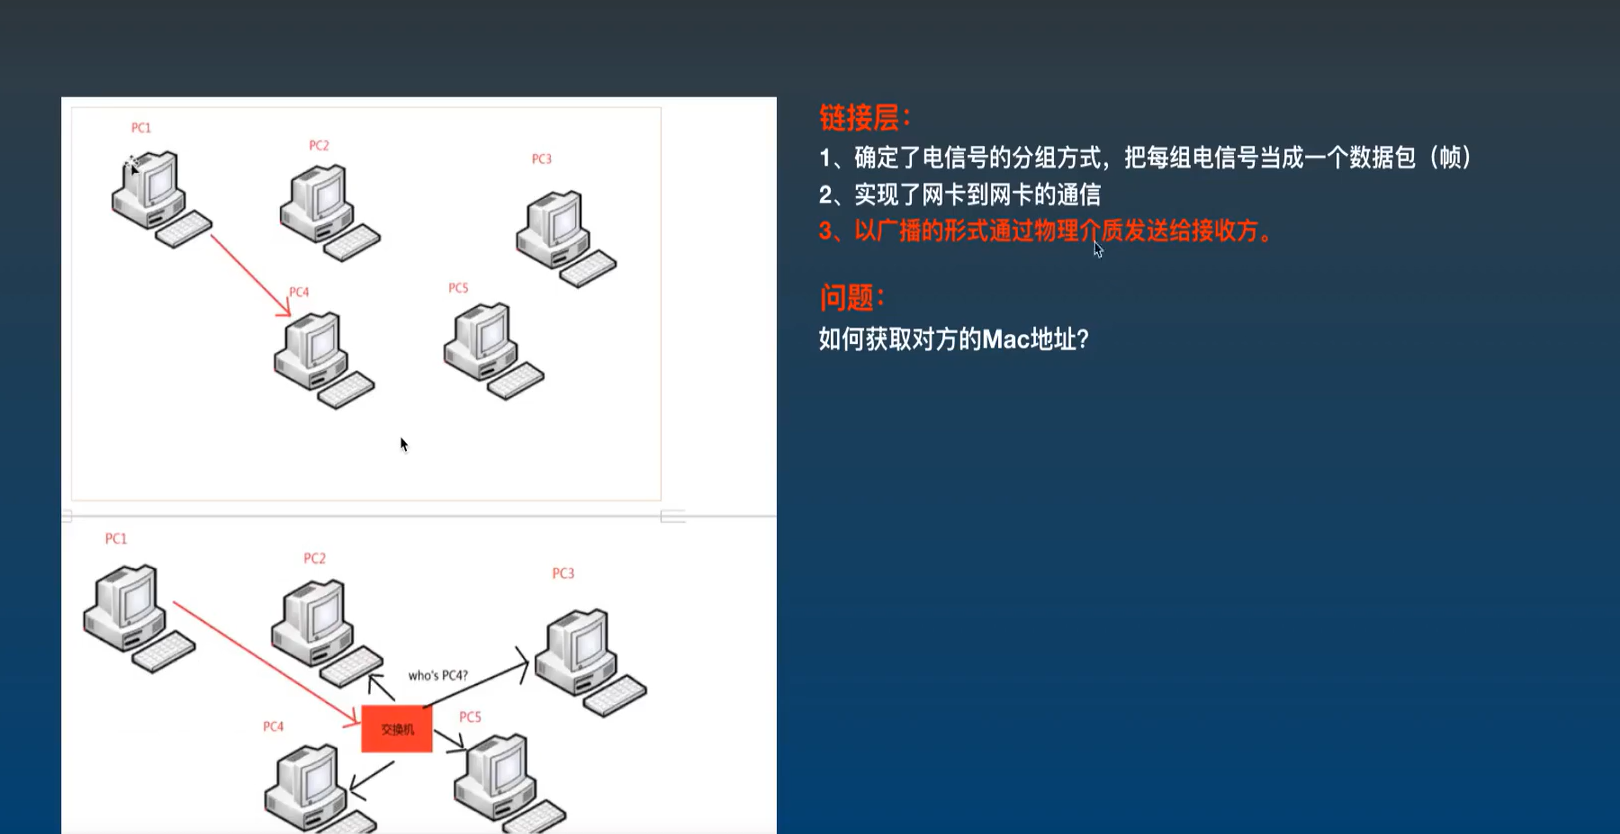 PC1
PC2
PC3
PC4
PC5
PC1
PC2
PC3
who's PC4?
PC4
交换机
PC5
链接层：
1、确定了电信号的分组方式，把每组电信号当成一个数据包（帧）
2、实现了网卡到网卡的通信
3、以广播的形式通过物理介质发送给接收方。
问题：
如何获取对方的Mac地址？